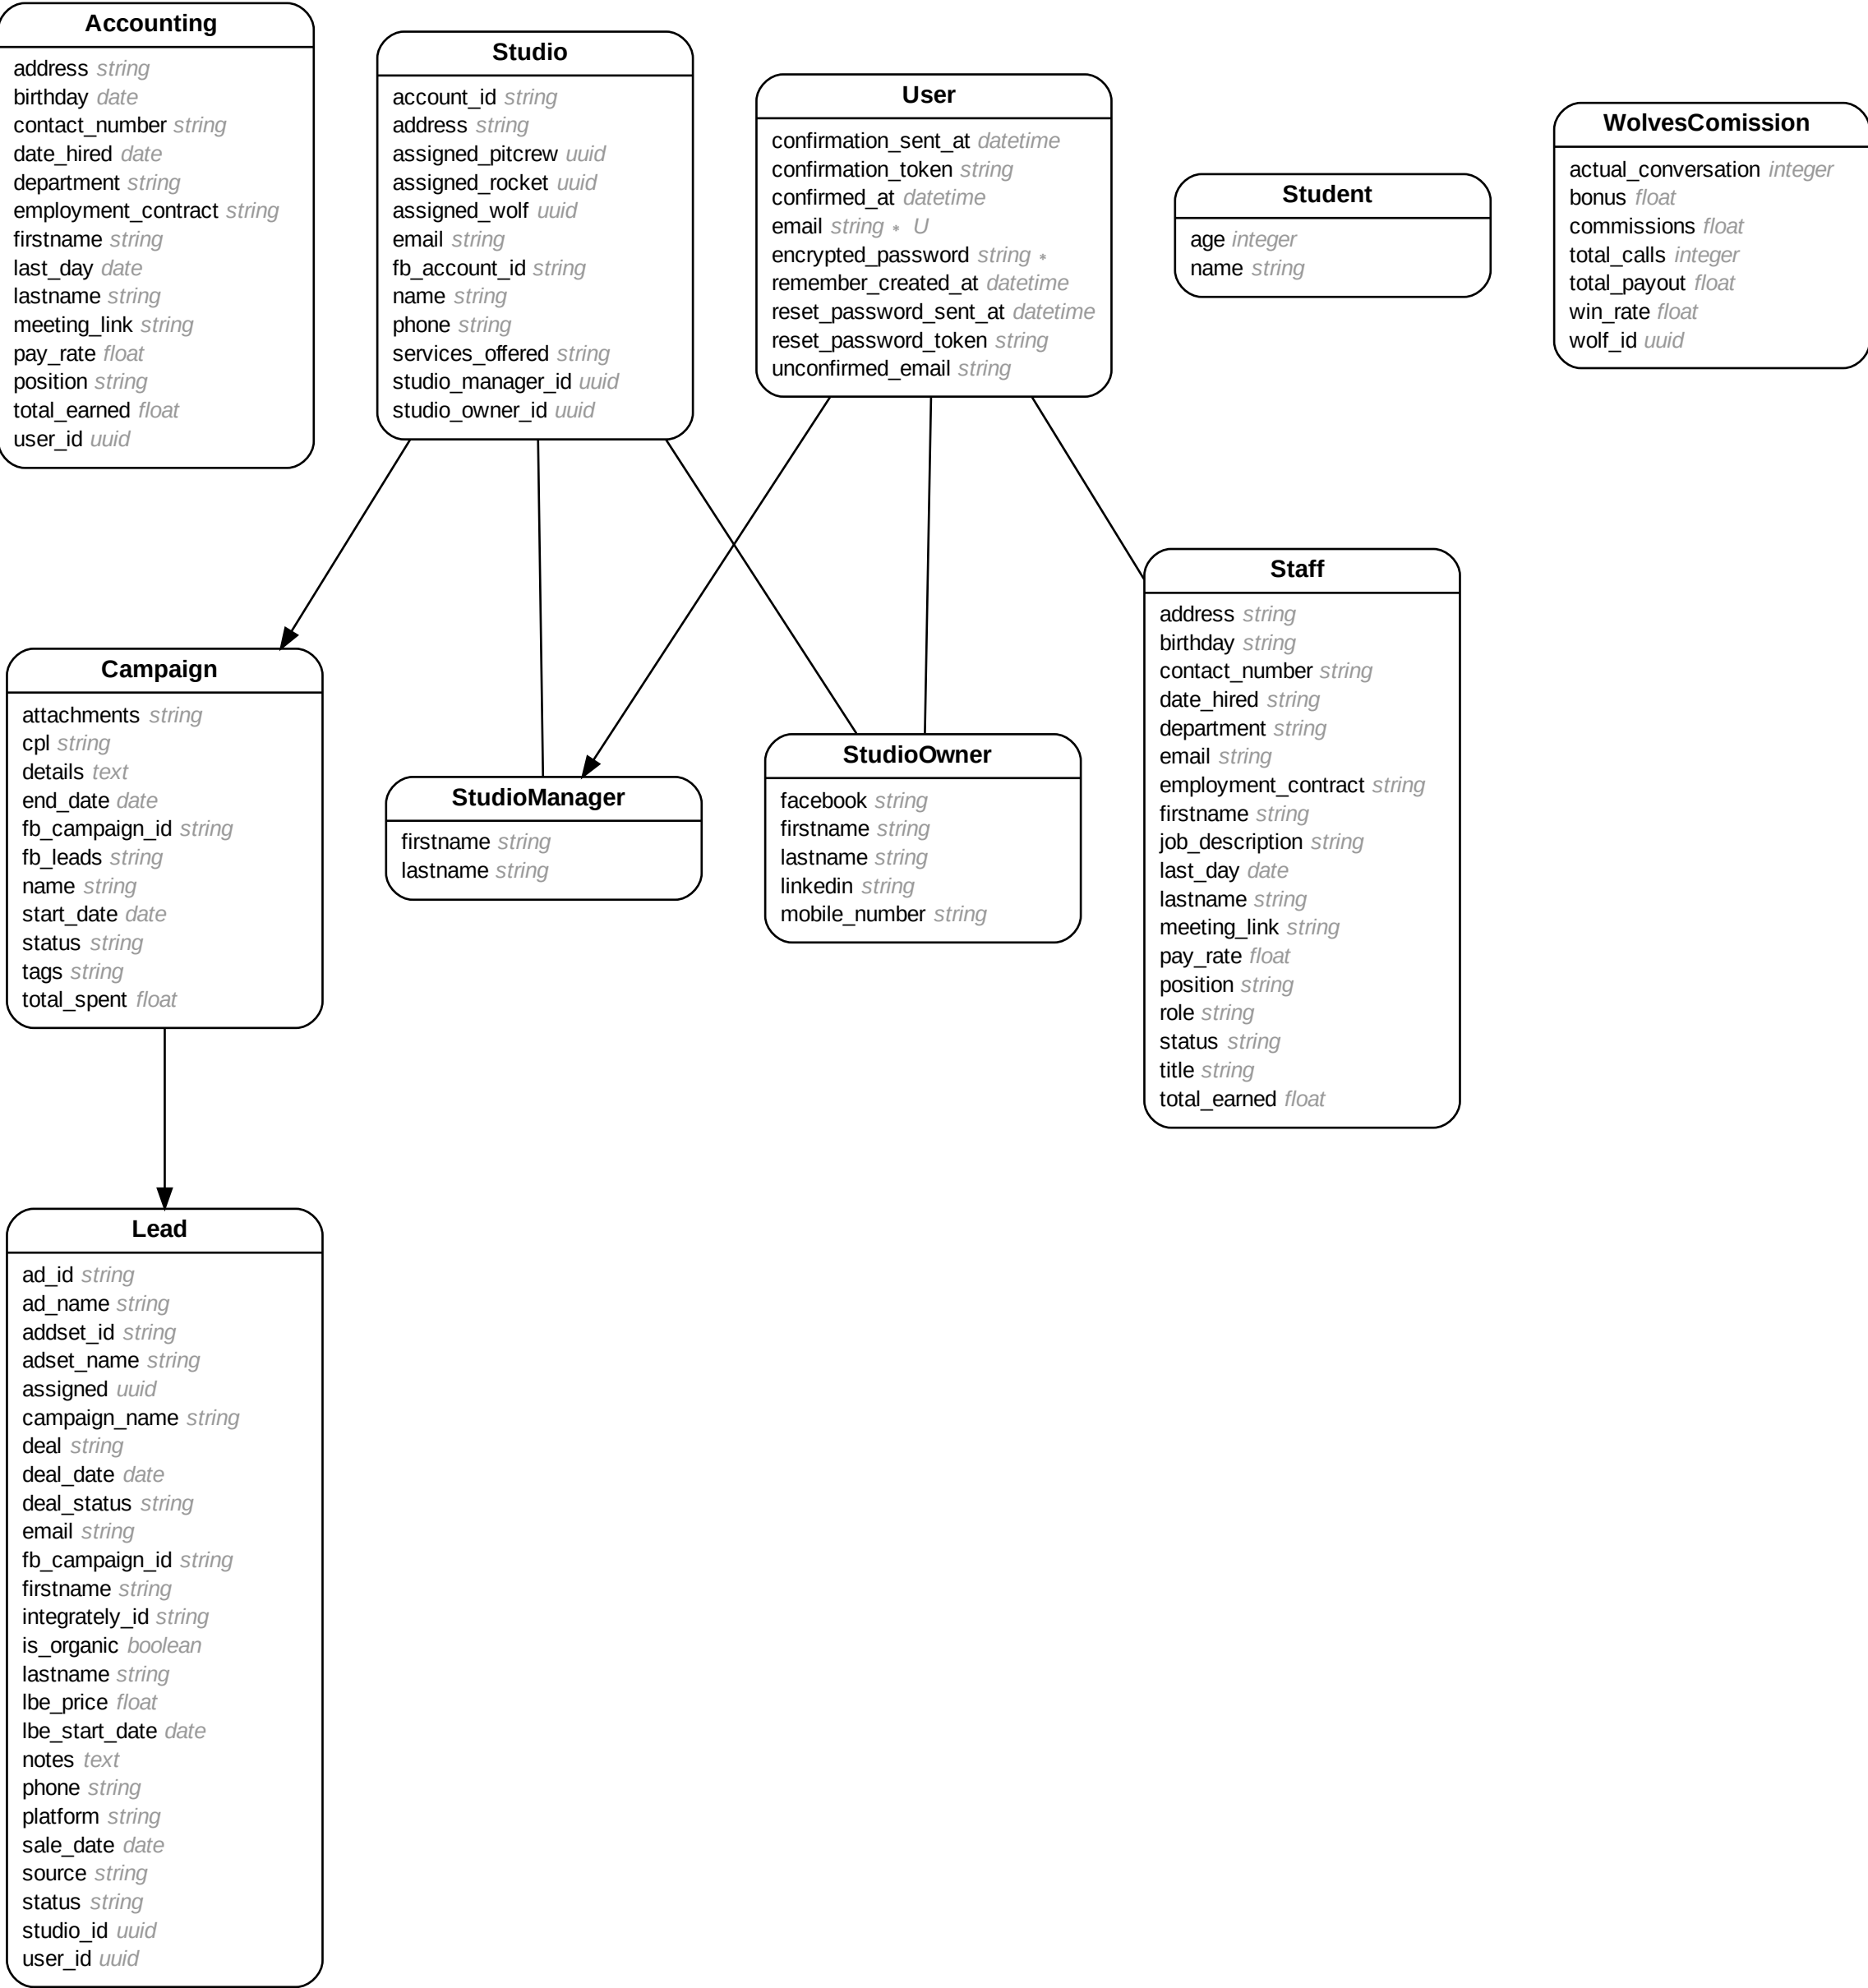 Accounting
address string
birthday date
contact_number string
date_hired date
department string
employment_contract string
firstname string
last_day date
lastname string
meeting_link string
pay_rate float
position string
total_earned float
user_id uuid
Studio
account_id string
address string
assigned_pitcrew uuid
assigned_rocket uuid
assigned_wolf uuid
email string
fb_account_id string
name string
phone string
services_offered string
studio_manager_id uuid
studio_owner_id uuid
User
confirmation_sent_at datetime
confirmation_token string
confirmed_at datetime
email string * U
encrypted_password string *
remember_created_at datetime
reset_password_sent_at datetime
reset_password_token string
unconfirmed_email string
Student
age integer
name string
WolvesComission
actual_conversation integer
bonus float
commissions float
total_calls integer
total_payout float
win_rate float
wolf_id uuid
Campaign
attachments string
cpl string
details text
end_date date
fb_campaign_id string
fb_leads string
name string
start_date date
status string
tags string
total_spent float
StudioManager
firstname string
lastname string
StudioOwner
facebook string
firstname string
lastname string
linkedin string
mobile_number string
Staff
address string
birthday string
contact_number string
date_hired string
department string
email string
employment_contract string
firstname string
job_description string
last_day date
lastname string
meeting_link string
pay_rate float
position string
role string
status string
title string
total_earned float
Lead
ad_id string
ad_name string
addset_id string
adset_name string
assigned uuid
campaign_name string
deal string
deal_date date
deal_status string
email string
fb_campaign_id string
firstname string
integrately_id string
is_organic boolean
lastname string
lbe_price float
lbe_start_date date
notes text
phone string
platform string
sale_date date
source string
status string
studio_id uuid
user_id uuid